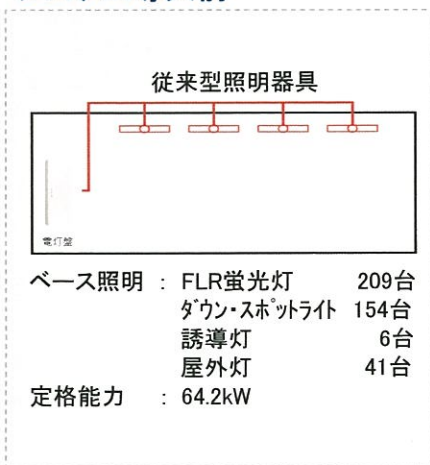 従来型照明器具
電灯盤
ベース照明 : FLR蛍光灯 209台
ダウン・スポットライト 154台
誘導灯 6台
屋外灯 41台
定格能力 : 64.2kW